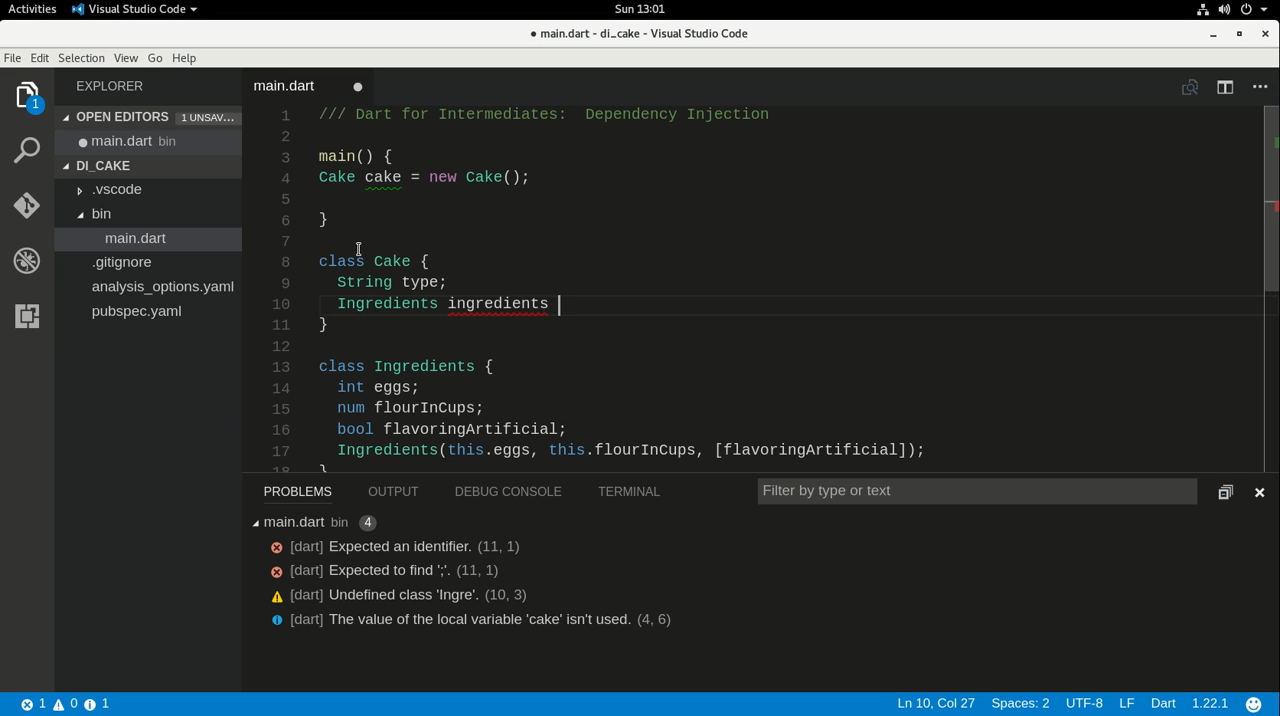 Activities Visual Studio Code Sun 13:01
● main.dart - di_cake - Visual Studio Code
File Edit Selection View Go Help
1
EXPLORER
OPEN EDITORS 1 UNSAV...
main.dart bin
DI_CAKE
.vscode
bin
main.dart
.gitignore
analysis_options.yaml
pubspec.yaml
main.dart
1 /// Dart for Intermediates:  Dependency Injection
2
3 main() {
4 Cake cake = new Cake();
5
6 }
7
8 class Cake {
9   String type;
10   Ingredients ingredients
11 }
12
13 class Ingredients {
14   int eggs;
15   num flourInCups;
16   bool flavoringArtificial;
17   Ingredients(this.eggs, this.flourInCups, [flavoringArtificial]);
18 }
PROBLEMS OUTPUT DEBUG CONSOLE TERMINAL Filter by type or text
main.dart bin 4
[dart] Expected an identifier. (11, 1)
[dart] Expected to find ';'. (11, 1)
[dart] Undefined class 'Ingre'. (10, 3)
[dart] The value of the local variable 'cake' isn't used. (4, 6)
1 0 1 Ln 10, Col 27 Spaces: 2 UTF-8 LF Dart 1.22.1